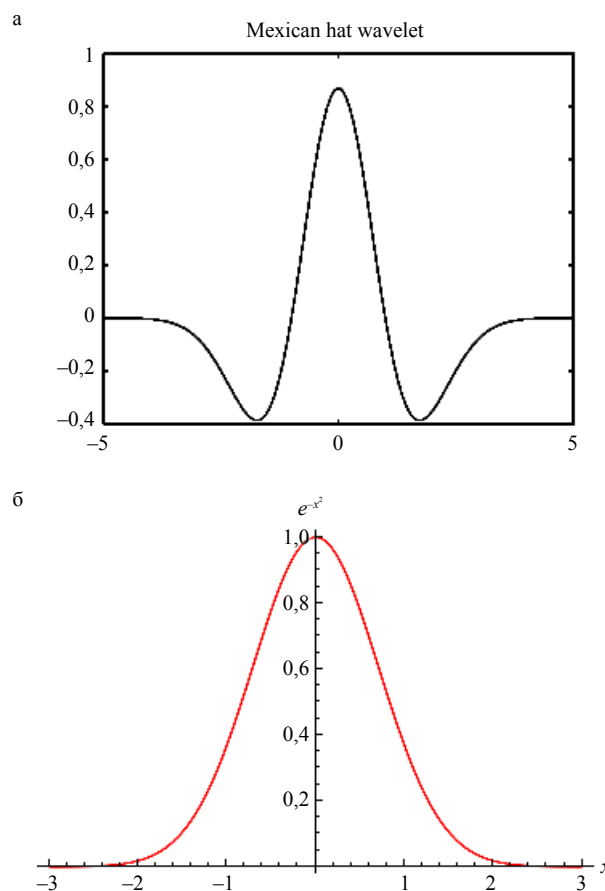 а
Mexican hat wavelet
1
0,8
0,6
0,4
0,2
0
–0,2
–0,4
–5 0 5
б
e^{–x^2}
1,0
0,8
0,6
0,4
0,2
–3 –2 –1 1 2 3 x